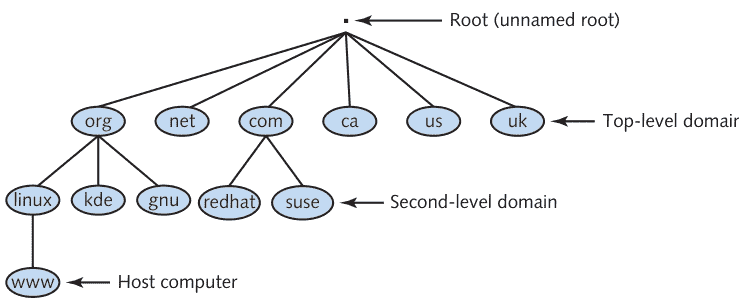 . Root (unnamed root)
org net com ca us uk Top-level domain
linux kde gnu redhat suse Second-level domain
www Host computer